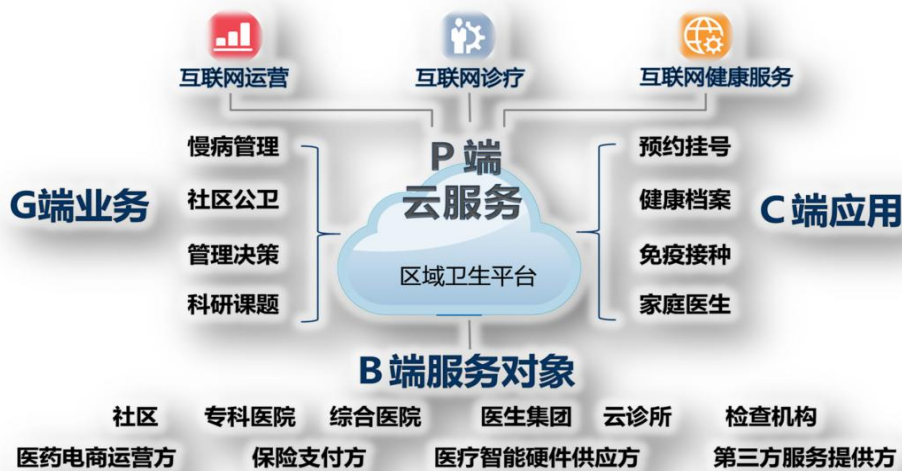 互联网运营 互联网诊疗 互联网健康服务
慢病管理 P端 预约挂号
G端业务 社区公卫 云服务 健康档案 C端应用
管理决策 区域卫生平台 免疫接种
科研课题 家庭医生
B端服务对象
社区 专科医院 综合医院 医生集团 云诊所 检查机构
医药电商运营方 保险支付方 医疗智能硬件供应方 第三方服务提供方